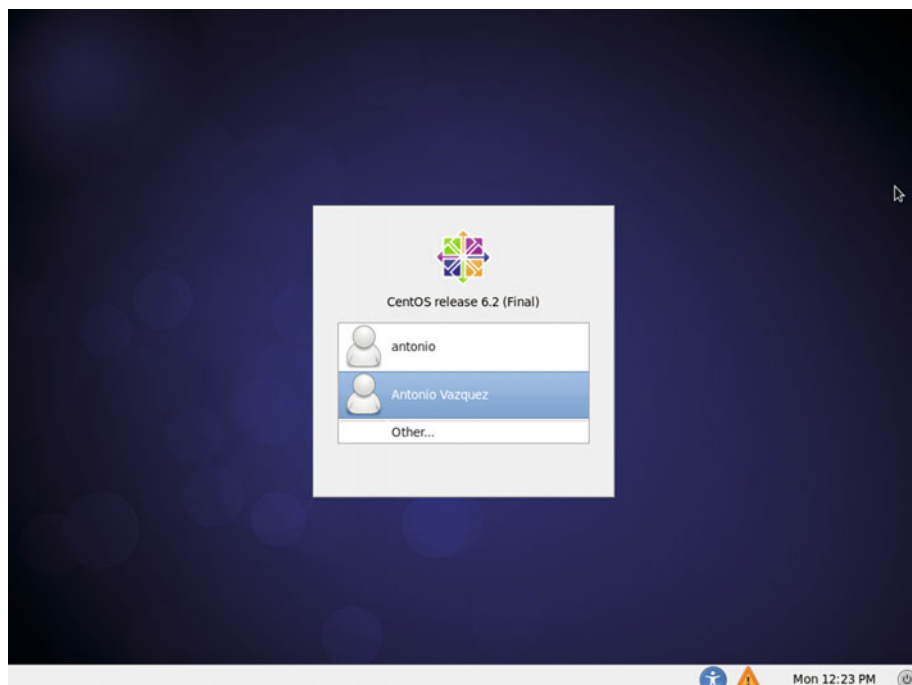 CentOS release 6.2 (Final)
antonio
Antonio Vazquez
Other...
Mon 12:23 PM